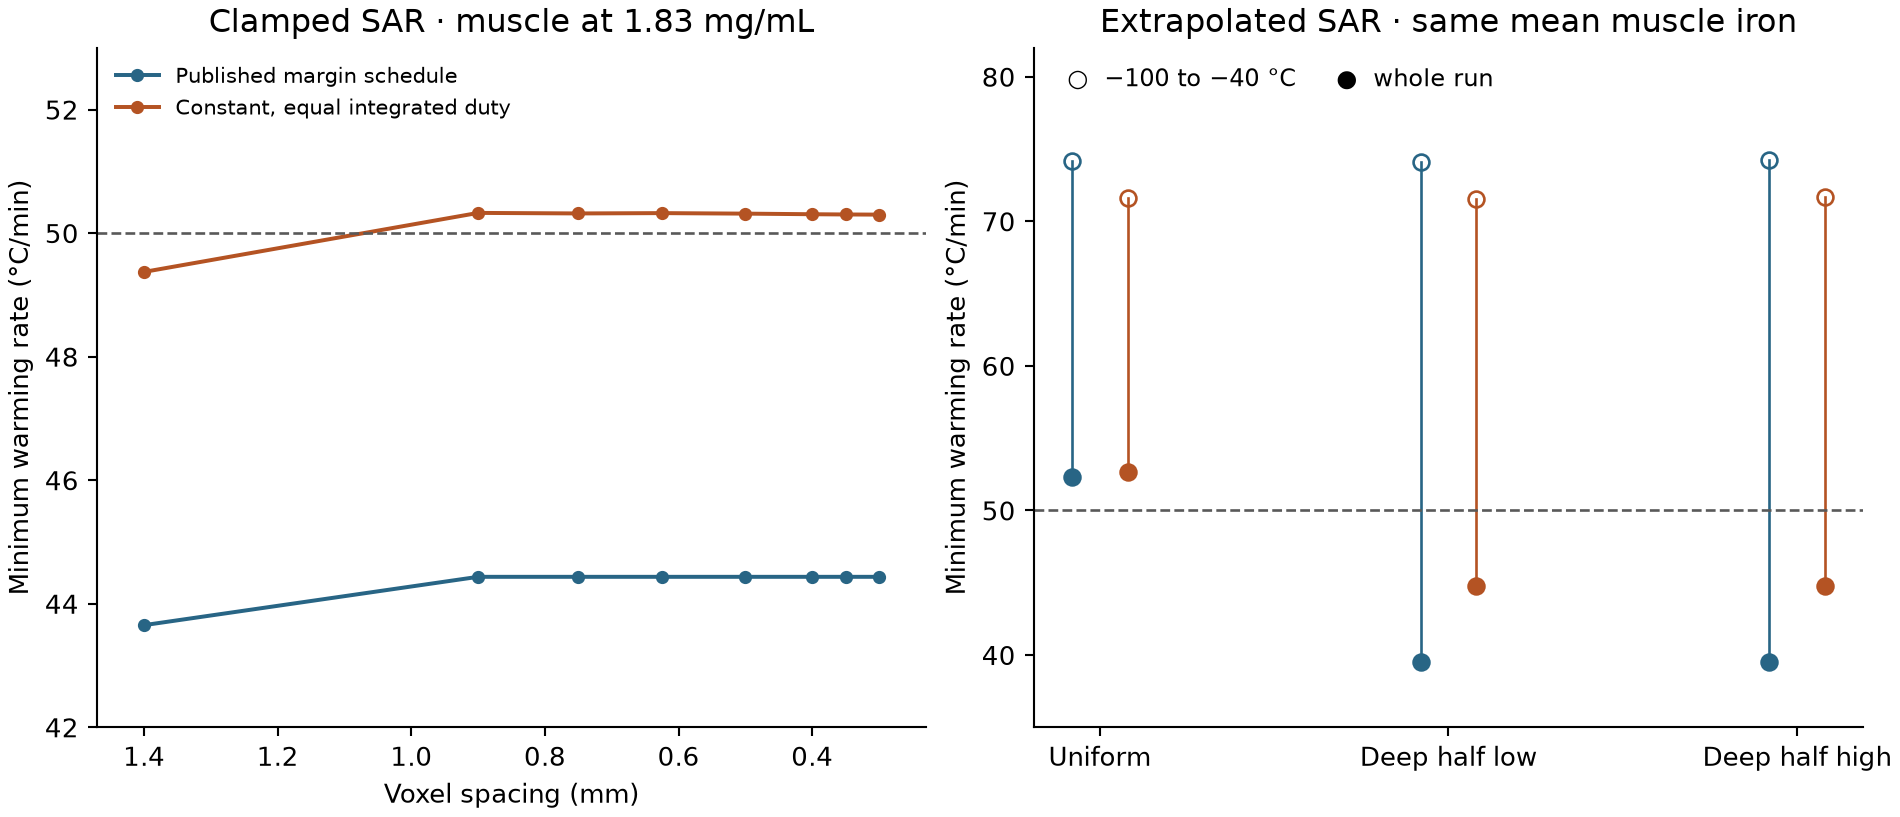 Clamped SAR · muscle at 1.83 mg/mL
Published margin schedule
Constant, equal integrated duty
Minimum warming rate (°C/min)
52
50
48
46
44
42
1.4
1.2
1.0
0.8
0.6
0.4
Voxel spacing (mm)
Extrapolated SAR · same mean muscle iron
−100 to −40 °C
whole run
Minimum warming rate (°C/min)
80
70
60
50
40
Uniform
Deep half low
Deep half high